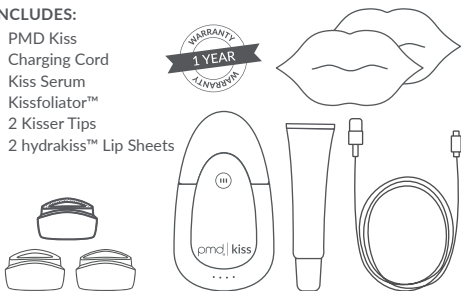 INCLUDES:
PMD Kiss
Charging Cord
Kiss Serum
Kissfoliator™
2 Kisser Tips
2 hydrakiss™ Lip Sheets
WARRANTY
1 YEAR
WARRANTY
pmd | kiss